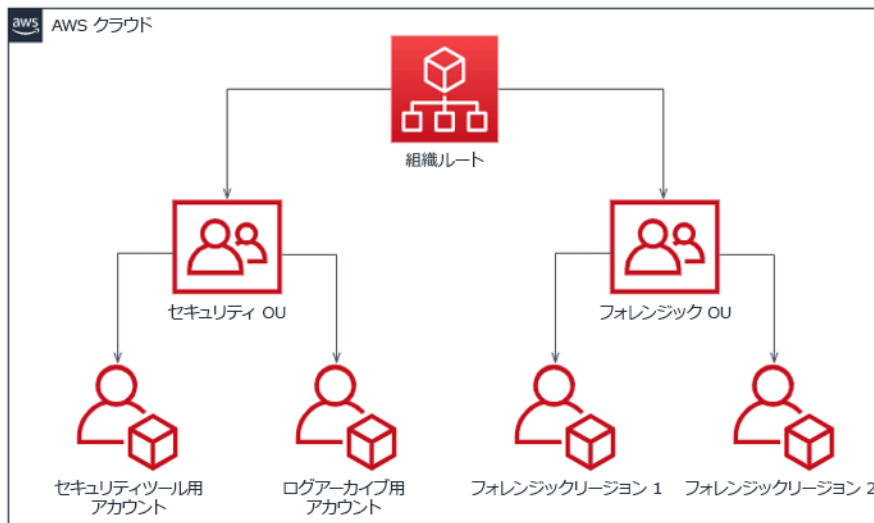 aws
AWS クラウド
組織ルート
セキュリティ OU
フォレンジック OU
セキュリティツール用
アカウント
ログアーカイブ用
アカウント
フォレンジックリージョン 1
フォレンジックリージョン 2